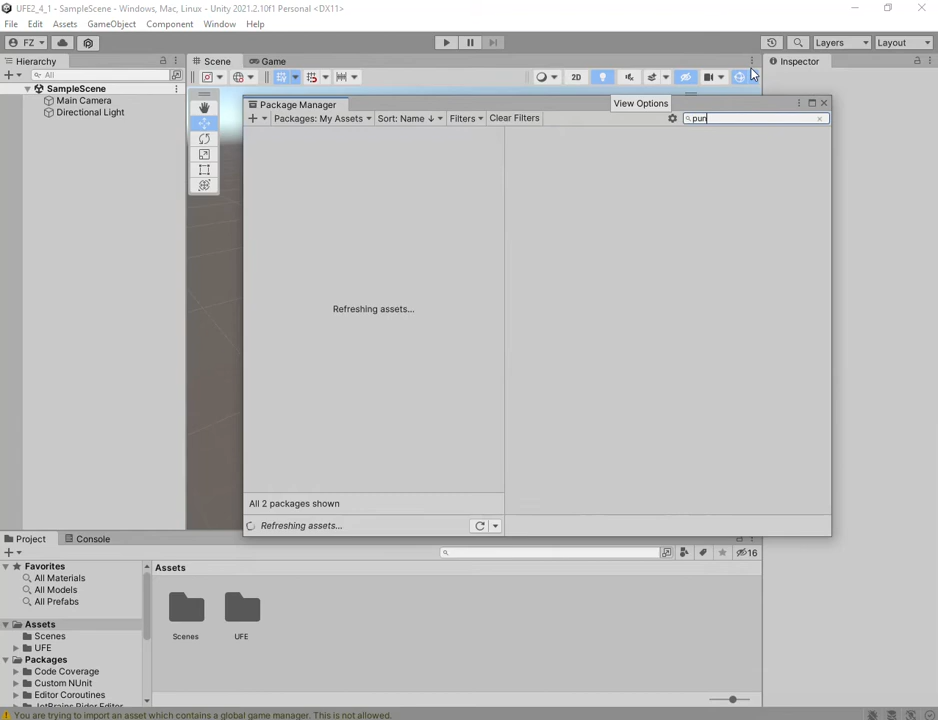 UFE2_4_1 - SampleScene - Windows, Mac, Linux - Unity 2021.2.10f1 Personal <DX11>
File Edit Assets GameObject Component Window Help
FZ Layers Layout
Hierarchy Scene Game Inspector
All 2D
SampleScene
Main Camera
Directional Light
Package Manager View Options
Packages: My Assets Sort: Name ↓ Filters Clear Filters pun
Refreshing assets...
All 2 packages shown
Refreshing assets...
Project Console
16
Favorites Assets
All Materials
All Models
All Prefabs
Assets
Scenes Scenes UFE
UFE
Packages
Code Coverage
Custom NUnit
Editor Coroutines
JetBrains Rider Editor
You are trying to import an asset which contains a global game manager. This is not allowed.